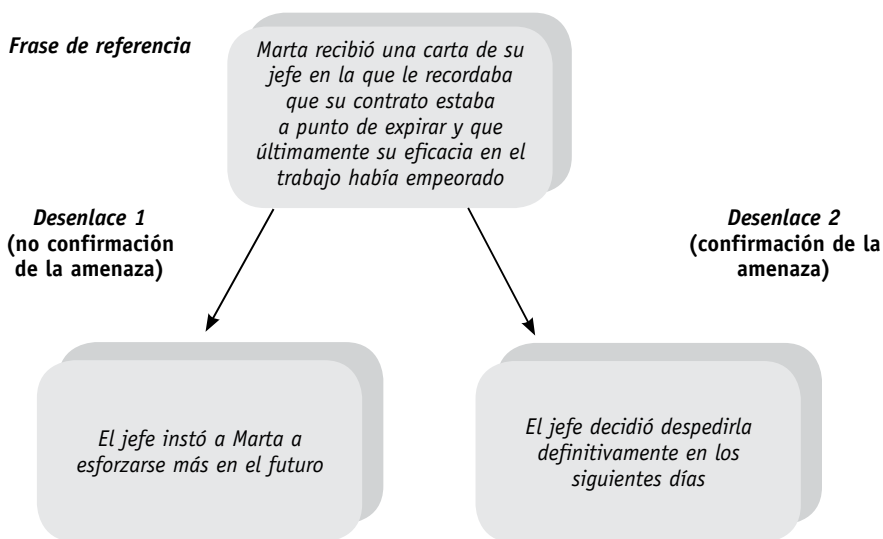 Frase de referencia
Marta recibió una carta de su
jefe en la que le recordaba
que su contrato estaba
a punto de expirar y que
últimamente su eficacia en el
trabajo había empeorado
Desenlace 1
(no confirmación
de la amenaza)
Desenlace 2
(confirmación de la
amenaza)
El jefe instó a Marta a
esforzarse más en el futuro
El jefe decidió despedirla
definitivamente en los
siguientes días